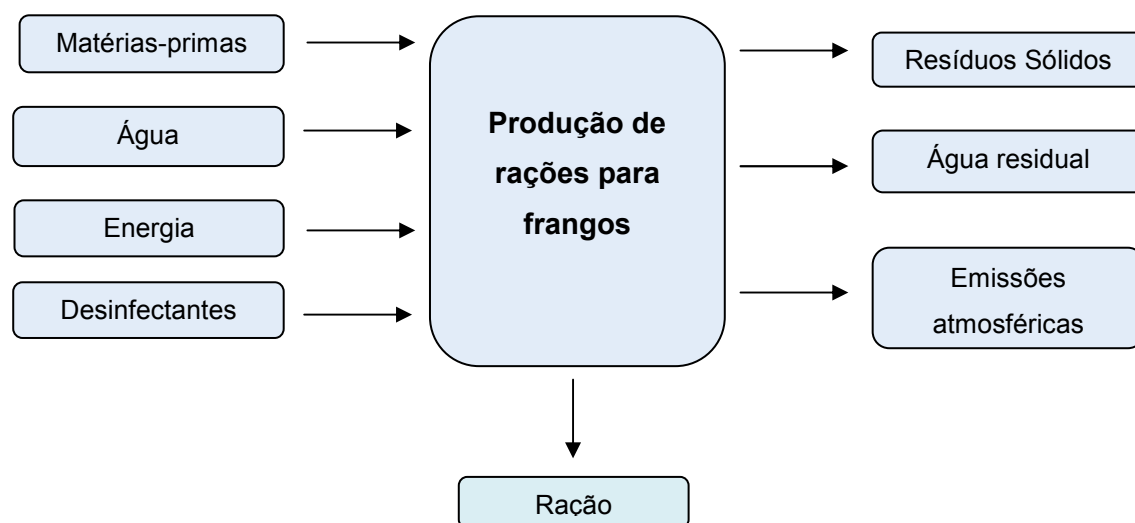 Matérias-primas
Água
Energia
Desinfectantes
Produção de
rações para
frangos
Resíduos Sólidos
Água residual
Emissões
atmosféricas
Ração